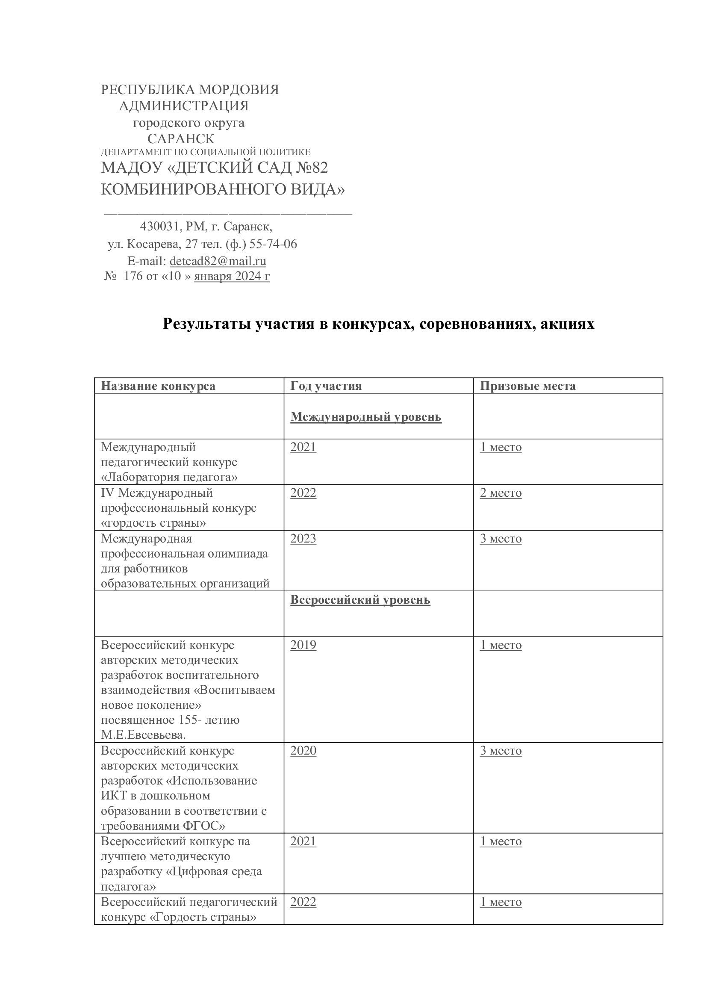 РЕСПУБЛИКА МОРДОВИЯ
АДМИНИСТРАЦИЯ
городского округа
САРАНСК
ДЕПАРТАМЕНТ ПО СОЦИАЛЬНОЙ ПОЛИТИКЕ
МАДОУ «ДЕТСКИЙ САД №82
КОМБИНИРОВАННОГО ВИДА»
______________________________________
430031, РМ, г. Саранск,
ул. Косарева, 27 тел. (ф.) 55-74-06
E-mail: detcad82@mail.ru
№ 176 от «10 » января 2024 г
Результаты участия в конкурсах, соревнованиях, акциях
Название конкурса Год участия Призовые места
Международный уровень
Международный 2021 1 место
педагогический конкурс
«Лаборатория педагога»
IV Международный 2022 2 место
профессиональный конкурс
«гордость страны»
Международная 2023 3 место
профессиональная олимпиада
для работников
образовательных организаций
Всероссийский уровень
Всероссийский конкурс 2019 1 место
авторских методических
разработок воспитательного
взаимодействия «Воспитываем
новое поколение»
посвященное 155- летию
М.Е.Евсевьева.
Всероссийский конкурс 2020 3 место
авторских методических
разработок «Использование
ИКТ в дошкольном
образовании в соответствии с
требованиями ФГОС»
Всероссийский конкурс на 2021 1 место
лучшею методическую
разработку «Цифровая среда
педагога»
Всероссийский педагогический 2022 1 место
конкурс «Гордость страны»